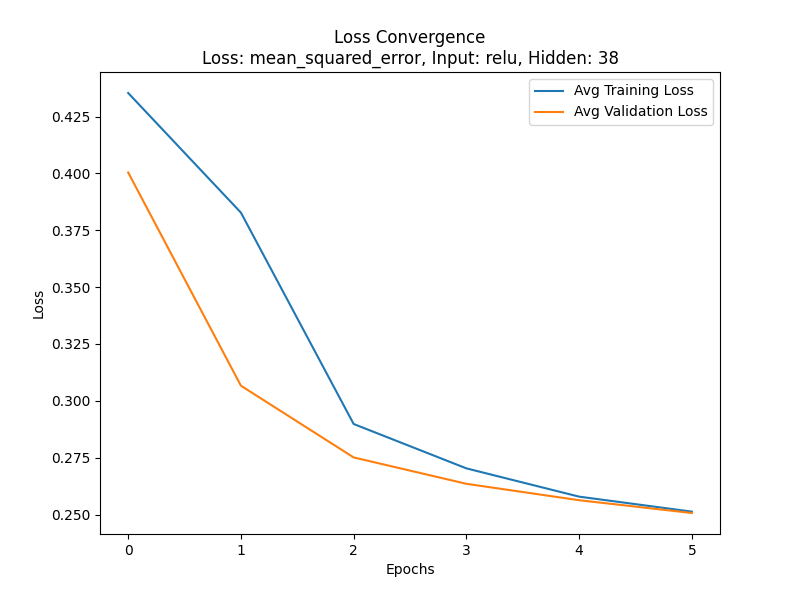 Loss Convergence
Loss: mean_squared_error, Input: relu, Hidden: 38
Avg Training Loss
Avg Validation Loss
0.425
0.400
0.375
0.350
0.325
0.300
0.275
0.250
Loss
0
1
2
3
4
5
Epochs